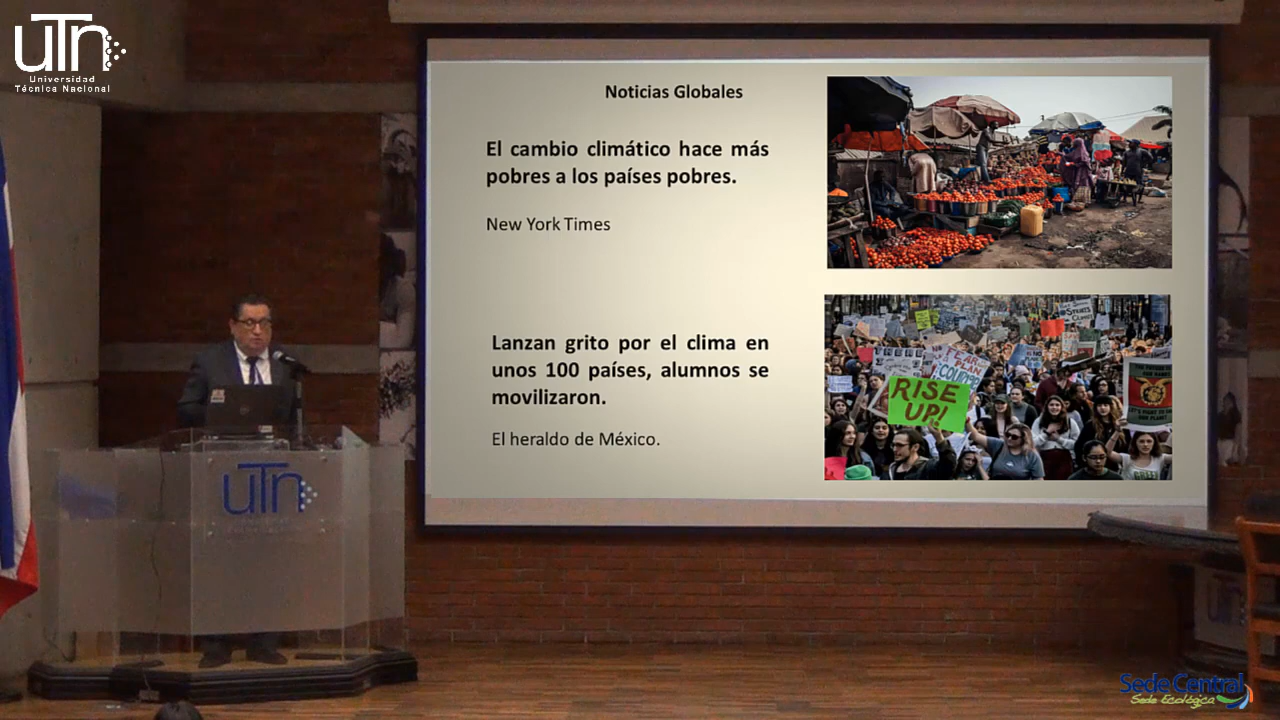 UTN
Universidad
Técnica Nacional
Noticias Globales
El cambio climático hace más
pobres a los países pobres.
New York Times
Lanzan grito por el clima en
unos 100 países, alumnos se
movilizaron.
El heraldo de México.
RISE
UP!
UTN
Sede Central
Sede Ecológica